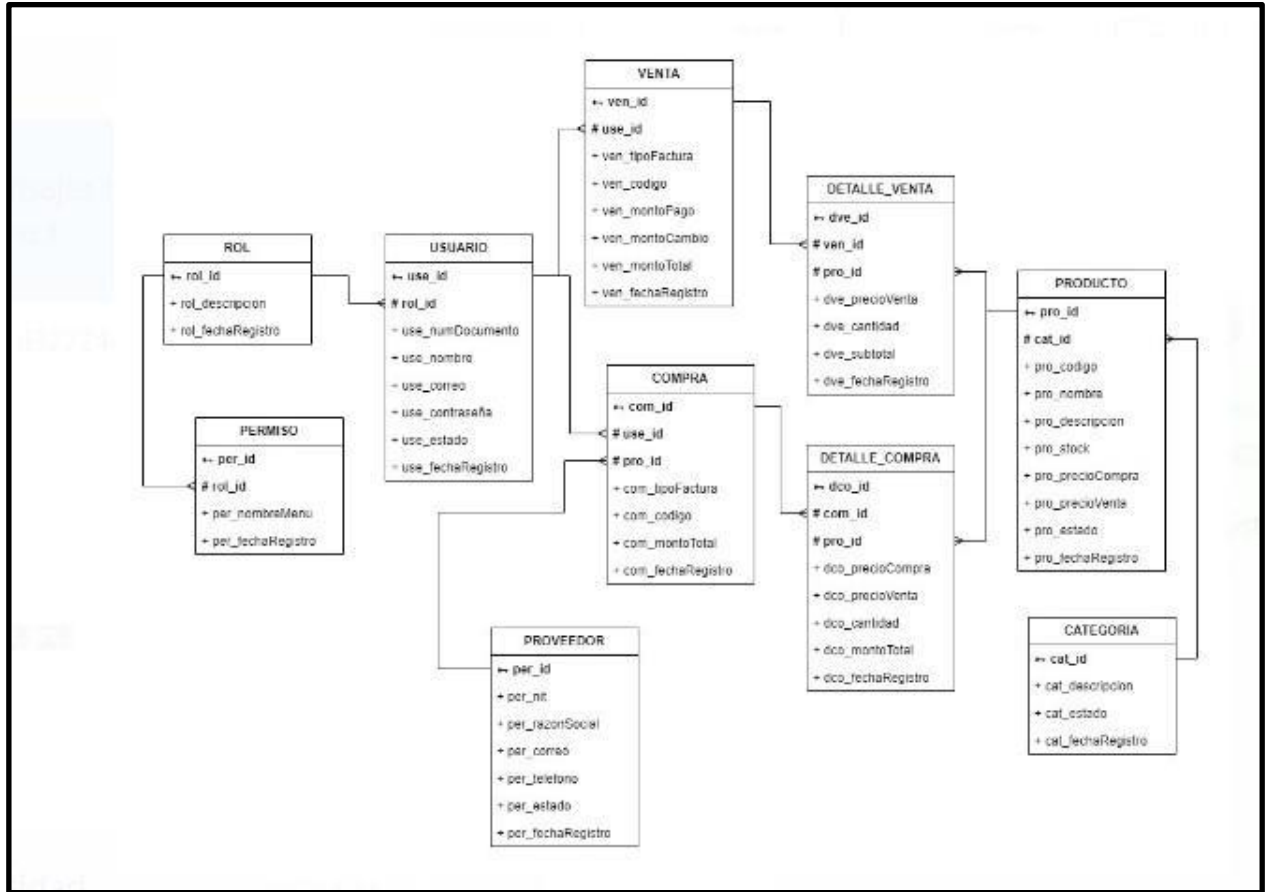 VENTA
ven_id
# use_id
+ ven_tipoFactura
+ ven_codigo
+ ven_montoPago
+ ven_montoCambio
+ ven_montoTotal
+ ven_fechaRegistro
DETALLE_VENTA
dve_id
# ven_id
# pro_id
+ dve_precioVenta
+ dve_cantidad
+ dve_subtotal
+ dve_fechaRegistro
ROL
rol_id
+ rol_descripcion
+ rol_fechaRegistro
USUARIO
use_id
# rol_id
+ use_numDocumento
+ use_nombre
+ use_correo
+ use_contraseña
+ use_estado
+ use_fechaRegistro
PRODUCTO
pro_id
# cat_id
+ pro_codigo
+ pro_nombre
+ pro_descripcion
+ pro_stock
+ pro_precioCompra
+ pro_precioVenta
+ pro_estado
+ pro_fechaRegistro
COMPRA
com_id
# use_id
# pro_id
+ com_tipoFactura
+ com_codigo
+ com_montoTotal
+ com_fechaRegistro
PERMISO
per_id
# rol_id
+ per_nombreMenu
+ per_fechaRegistro
DETALLE_COMPRA
dco_id
# com_id
# pro_id
+ dco_precioCompra
+ dco_precioVenta
+ dco_cantidad
+ dco_montoTotal
+ dco_fechaRegistro
PROVEEDOR
per_id
+ per_nit
+ per_razonSocial
+ per_correo
+ per_telefono
+ per_estado
+ per_fechaRegistro
CATEGORIA
cat_id
+ cat_descripcion
+ cat_estado
+ cat_fechaRegistro